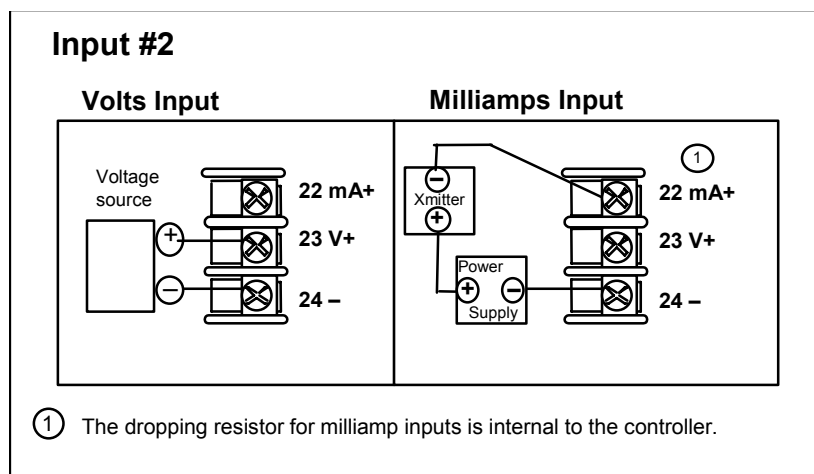 Input #2
Volts Input
Milliamps Input
Voltage
source
+
–
22 mA+
23 V+
24 –
1
–
Xmitter
+
Power
+ –
Supply
22 mA+
23 V+
24 –
1 The dropping resistor for milliamp inputs is internal to the controller.